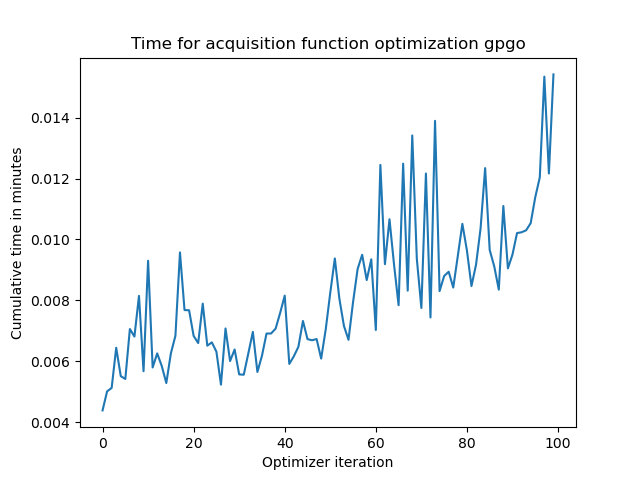 Time for acquisition function optimization gpgo
Cumulative time in minutes
0.014
0.012
0.010
0.008
0.006
0.004
0 20 40 60 80 100
Optimizer iteration